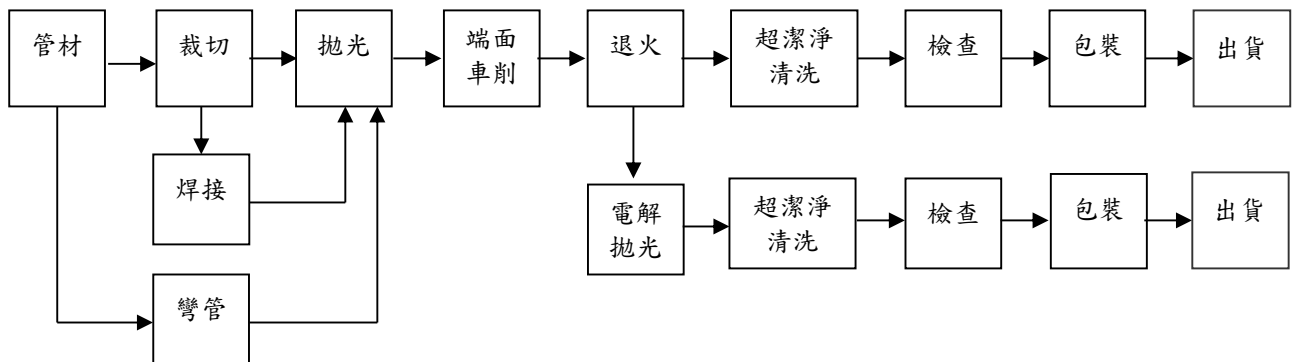 管材
裁切
拋光
端面
車削
退火
超潔淨
清洗
檢查
包裝
出貨
焊接
電解
拋光
超潔淨
清洗
檢查
包裝
出貨
彎管